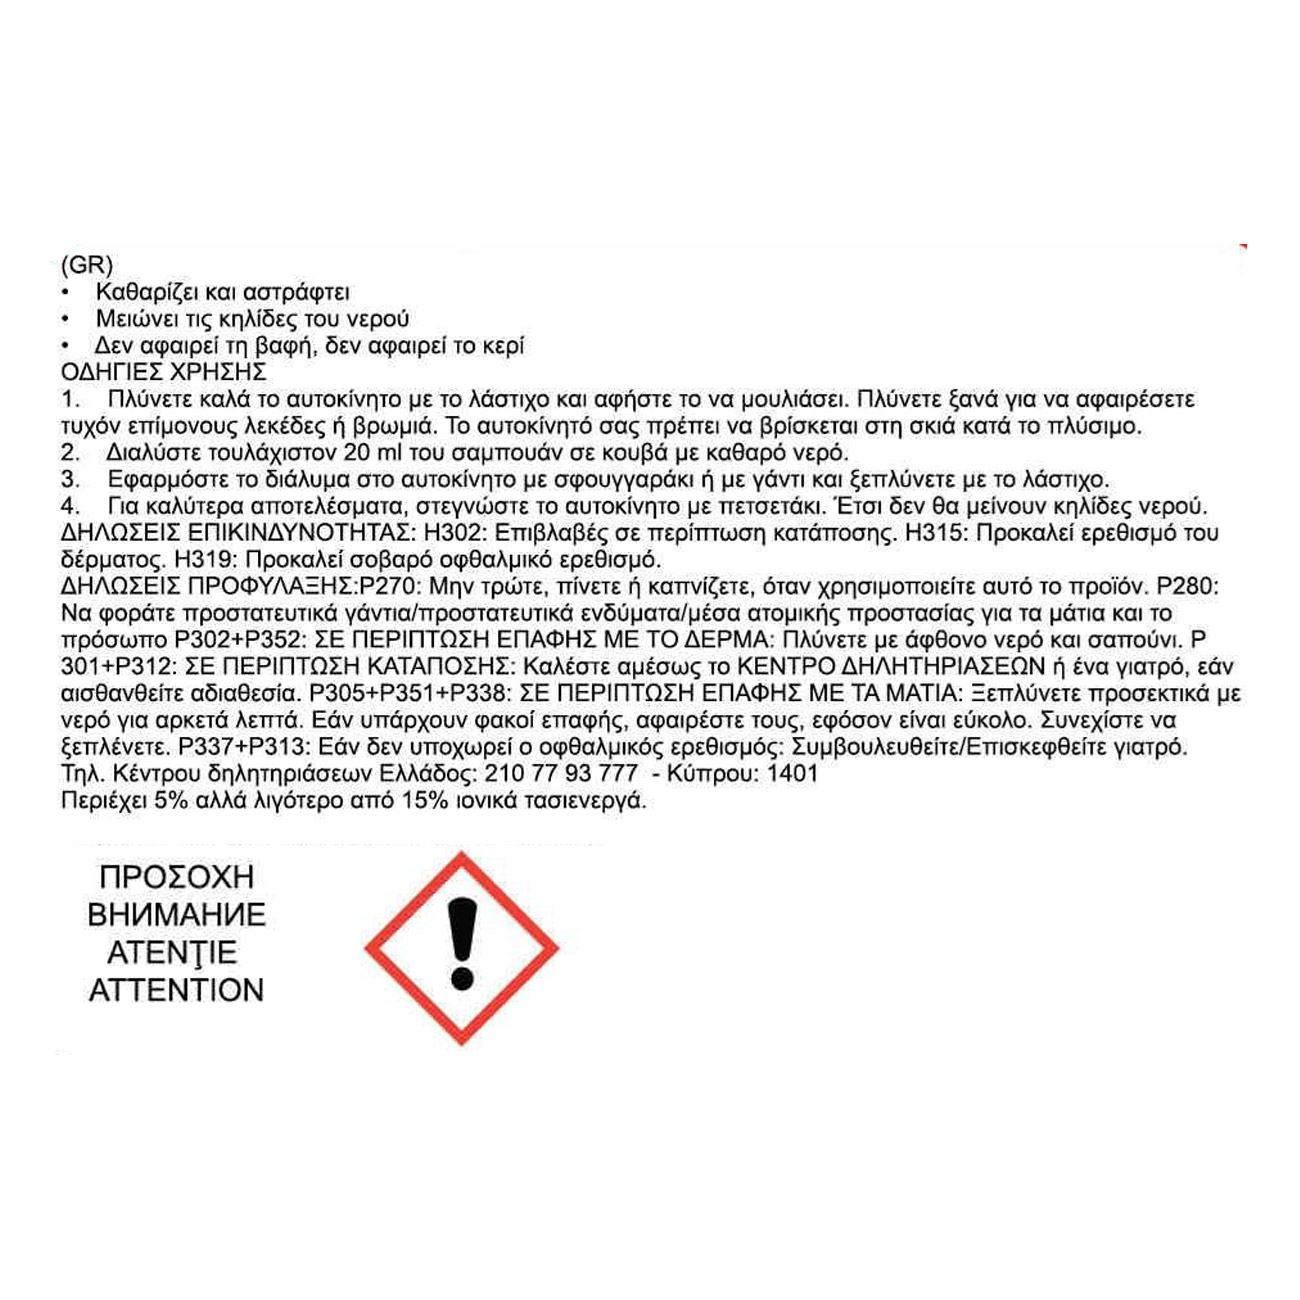 (GR)
• Καθαρίζει και αστράφτει
• Μειώνει τις κηλίδες του νερού
• Δεν αφαιρεί τη βαφή, δεν αφαιρεί το κερί
ΟΔΗΓΙΕΣ ΧΡΗΣΗΣ
1. Πλύνετε καλά το αυτοκίνητο με το λάστιχο και αφήστε το να μουλιάσει. Πλύνετε ξανά για να αφαιρέσετε
τυχόν επίμονους λεκέδες ή βρωμιά. Το αυτοκίνητό σας πρέπει να βρίσκεται στη σκιά κατά το πλύσιμο.
2. Διαλύστε τουλάχιστον 20 ml του σαμπουάν σε κουβά με καθαρό νερό.
3. Εφαρμόστε το διάλυμα στο αυτοκίνητο με σφουγγαράκι ή με γάντι και ξεπλύνετε με το λάστιχο.
4. Για καλύτερα αποτελέσματα, στεγνώστε το αυτοκίνητο με πετσετάκι. Έτσι δεν θα μείνουν κηλίδες νερού.
ΔΗΛΩΣΕΙΣ ΕΠΙΚΙΝΔΥΝΟΤΗΤΑΣ: H302: Επιβλαβές σε περίπτωση κατάποσης. H315: Προκαλεί ερεθισμό του
δέρματος. H319: Προκαλεί σοβαρό οφθαλμικό ερεθισμό.
ΔΗΛΩΣΕΙΣ ΠΡΟΦΥΛΑΞΗΣ:P270: Μην τρώτε, πίνετε ή καπνίζετε, όταν χρησιμοποιείτε αυτό το προϊόν. P280:
Να φοράτε προστατευτικά γάντια/προστατευτικά ενδύματα/μέσα ατομικής προστασίας για τα μάτια και το
πρόσωπο P302+P352: ΣΕ ΠΕΡΙΠΤΩΣΗ ΕΠΑΦΗΣ ΜΕ ΤΟ ΔΕΡΜΑ: Πλύνετε με άφθονο νερό και σαπούνι. P
301+P312: ΣΕ ΠΕΡΙΠΤΩΣΗ ΚΑΤΑΠΟΣΗΣ: Καλέστε αμέσως το ΚΕΝΤΡΟ ΔΗΛΗΤΗΡΙΑΣΕΩΝ ή ένα γιατρό, εάν
αισθανθείτε αδιαθεσία. P305+P351+P338: ΣΕ ΠΕΡΙΠΤΩΣΗ ΕΠΑΦΗΣ ΜΕ ΤΑ ΜΑΤΙΑ: Ξεπλύνετε προσεκτικά με
νερό για αρκετά λεπτά. Εάν υπάρχουν φακοί επαφής, αφαιρέστε τους, εφόσον είναι εύκολο. Συνεχίστε να
ξεπλένετε. P337+P313: Εάν δεν υποχωρεί ο οφθαλμικός ερεθισμός: Συμβουλευθείτε/Επισκεφθείτε γιατρό.
Τηλ. Κέντρου δηλητηριάσεων Ελλάδος: 210 77 93 777 - Κύπρου: 1401
Περιέχει 5% αλλά λιγότερο από 15% ιονικά τασιενεργά.
ΠΡΟΣΟΧΗ
ВНИМАНИЕ
ATENŢIE
ATTENTION